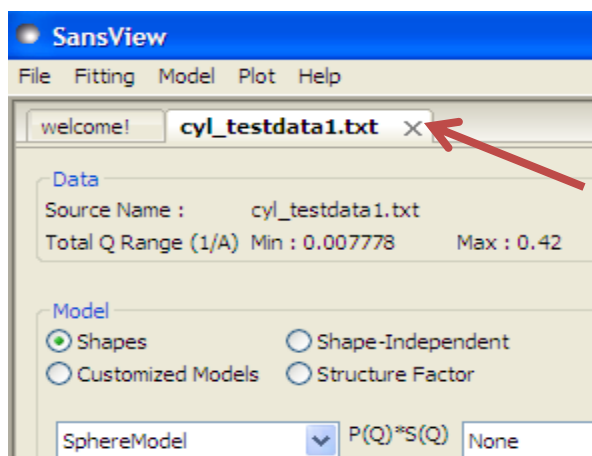 SansView
File Fitting Model Plot Help
welcome! cyl_testdata1.txt
Data
Source Name : cyl_testdata1.txt
Total Q Range (1/A) Min : 0.007778 Max : 0.42
Model
Shapes Shape-Independent
Customized Models Structure Factor
SphereModel P(Q)*S(Q) None